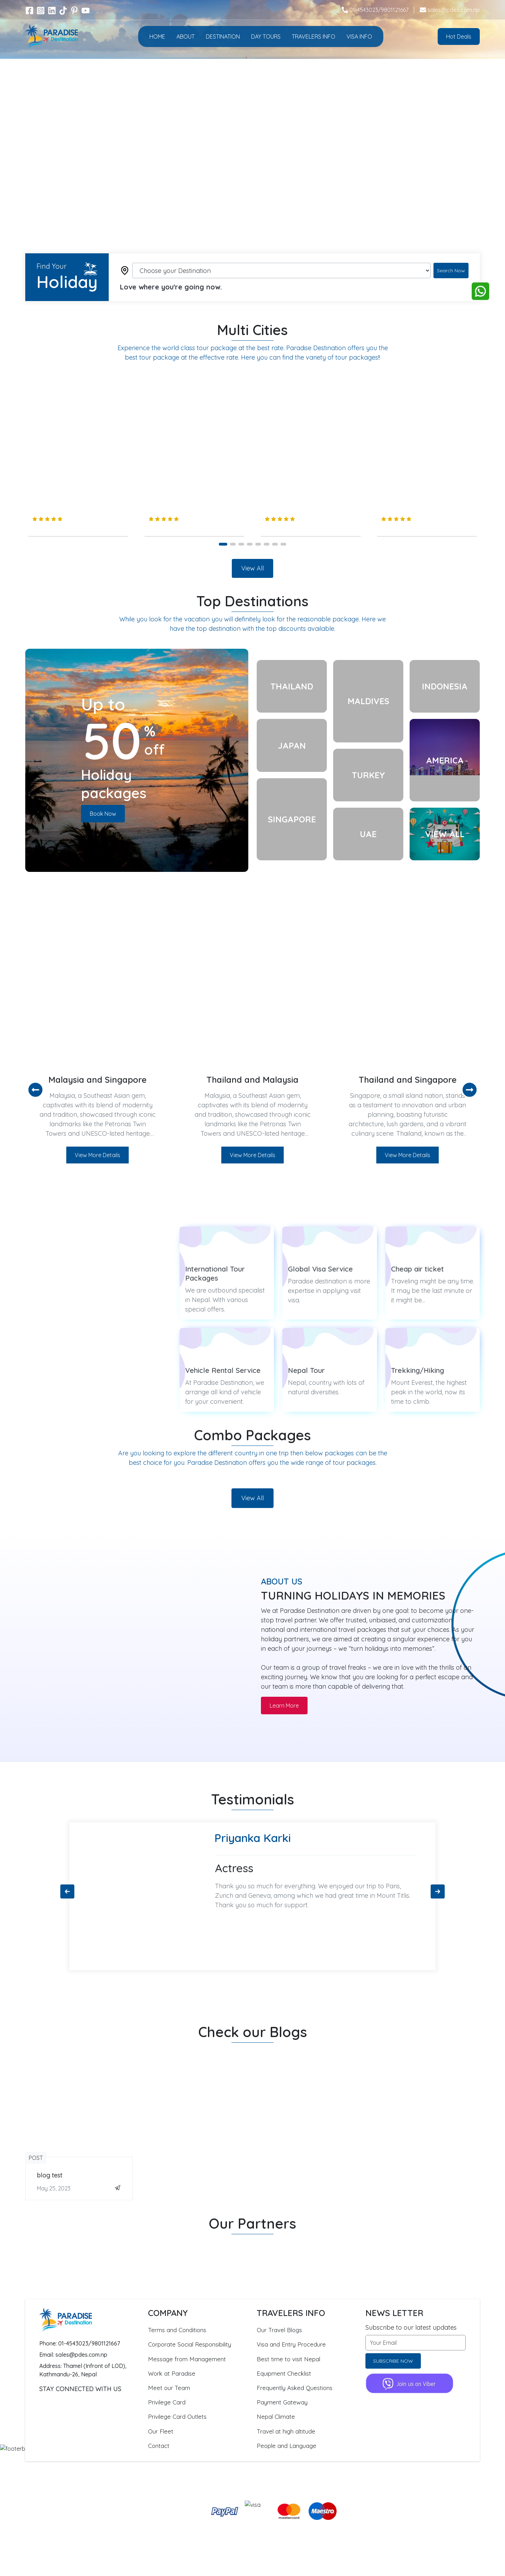 01-4543023/9801121667
PARADISE
Destination
HOME
ABOUT
DESTINATION
DAY TOURS
TRAVELERS INFO
VISA INFO
Hot Deals
Find Your
Holiday
Choose your Destination
Search Now
Love where you're going now.
Multi Cities
Experience the world class tour package at the best rate. Paradise Destination offers you the
best tour package at the effective rate. Here you can find the variety of tour packages!!
View All
Top Destinations
While you look for the vacation you will definitely look for the reasonable package. Here we
have the top destination with the top discounts available.
Up to
50 %
off
Holiday
packages
Book Now
THAILAND
JAPAN
SINGAPORE
MALDIVES
TURKEY
UAE
INDONESIA
AMERICA
VIEW ALL
Malaysia and Singapore
Malaysia, a Southeast Asian gem,
captivates with its blend of modernity
and tradition, showcased through iconic
landmarks like the Petronas Twin
Towers and UNESCO-listed heritage...
View More Details
Thailand and Malaysia
Malaysia, a Southeast Asian gem,
captivates with its blend of modernity
and tradition, showcased through iconic
landmarks like the Petronas Twin
Towers and UNESCO-listed heritage...
View More Details
Thailand and Singapore
Singapore, a small island nation, stands
as a testament to innovation and urban
planning, boasting futuristic
architecture, lush gardens, and a vibrant
culinary scene. Thailand, known as the...
View More Details
International Tour
Packages
We are outbound specialist
in Nepal. With various
special offers.
Global Visa Service
Paradise destination is more
expertise in applying visit
visa.
Cheap air ticket
Traveling might be any time.
It may be the last minute or
it might be...
Vehicle Rental Service
At Paradise Destination, we
arrange all kind of vehicle
for your convenient
Nepal Tour
Nepal, country with lots of
natural diversities.
Trekking/Hiking
Mount Everest, the highest
peak in the world, now its
time to climb.
Combo Packages
Are you looking to explore the different country in one trip then below packages can be the
best choice for you. Paradise Destination offers you the wide range of tour packages.
View All
ABOUT US
TURNING HOLIDAYS IN MEMORIES
We at Paradise Destination are driven by one goal: to become your one-
stop travel partner. We offer trusted, unbiased, and customization
national and international travel packages that suit your choices. As your
holiday partners, we are aimed at creating a singular experience for you
in each of your journeys – we "turn holidays into memories".
Our team is a group of travel freaks – we are in love with the thrills of an
exciting journey. We know that you are looking for a perfect escape and
our team is more than capable of delivering that.
Learn More
Testimonials
Priyanka Karki
Actress
Thank you so much for everything. We enjoyed our trip to Paris,
Zurich and Geneva, among which we had great time in Mount Titlis.
Thank you so much for support.
Check our Blogs
POST
blog test
May 25, 2023
Our Partners
PARADISE
Destination
Phone: 01-4543023/9801121667
Email: sales@pdes.com.np
Address: Thamel (Infront of LOD),
Kathmandu-26, Nepal
STAY CONNECTED WITH US
COMPANY
Terms and Conditions
Corporate Social Responsibility
Message from Management
Work at Paradise
Meet our Team
Privilege Card
Privilege Card Outlets
Our Fleet
Contact
TRAVELERS INFO
Our Travel Blogs
Visa and Entry Procedure
Best time to visit Nepal
Equipment Checklist
Frequently Asked Questions
Payment Gateway
Nepal Climate
Travel at high altitude
People and Language
NEWS LETTER
Subscribe to our latest updates
Your Email
SUBSCRIBE NOW
Join us on Viber
footerb
PayPal
visa
mastercard
Maestro